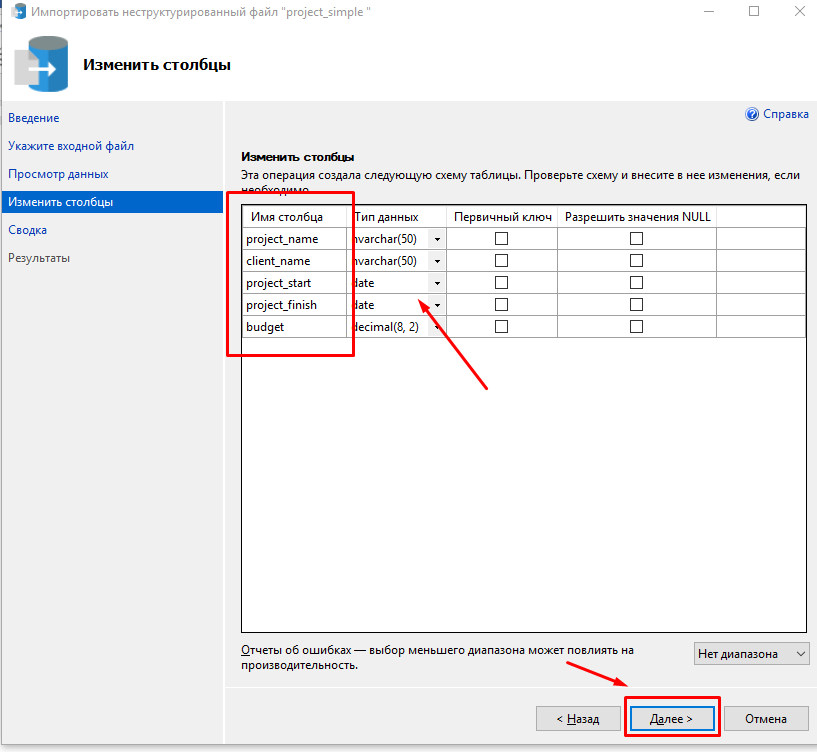 Импортировать неструктурированный файл "project_simple "
Изменить столбцы
Справка
Введение
Укажите входной файл
Просмотр данных
Изменить столбцы
Сводка
Результаты
Изменить столбцы
Эта операция создала следующую схему таблицы. Проверьте схему и внесите в нее изменения, если
необходимо.
Имя столбца Тип данных Первичный ключ Разрешить значения NULL
project_name nvarchar(50)
client_name nvarchar(50)
project_start date
project_finish date
budget decimal(8, 2)
Отчеты об ошибках — выбор меньшего диапазона может повлиять на
производительность.
Нет диапазона
< Назад Далее > Отмена